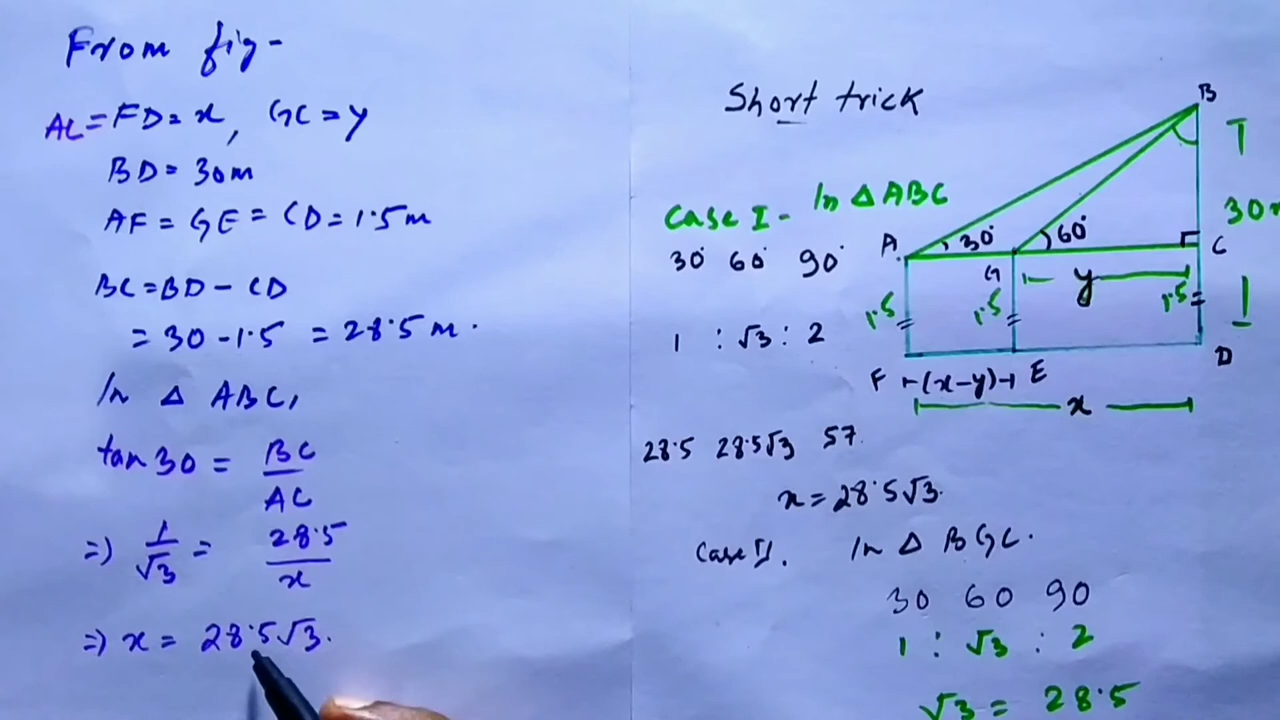 From fig-
AC = FD = x, GC = y
BD = 30m
AF = GE = CD = 1.5m
BC = BD - CD
= 30 - 1.5 = 28.5 m.
In △ ABC,
tan 30 = BC/AC
⇒ 1/√3 = 28.5/x
⇒ x = 28.5√3.
Short trick
B
T
Case I - In △ ABC
30m
30° 60° 90°
A 30° 60° C
G y
1.5 1.5 1.5 1
1 : √3 : 2
F (x-y) E D
x
28.5 28.5√3 57
x = 28.5√3.
Case II. In △ BGC.
30 60 90
1 : √3 : 2
√3 = 28.5